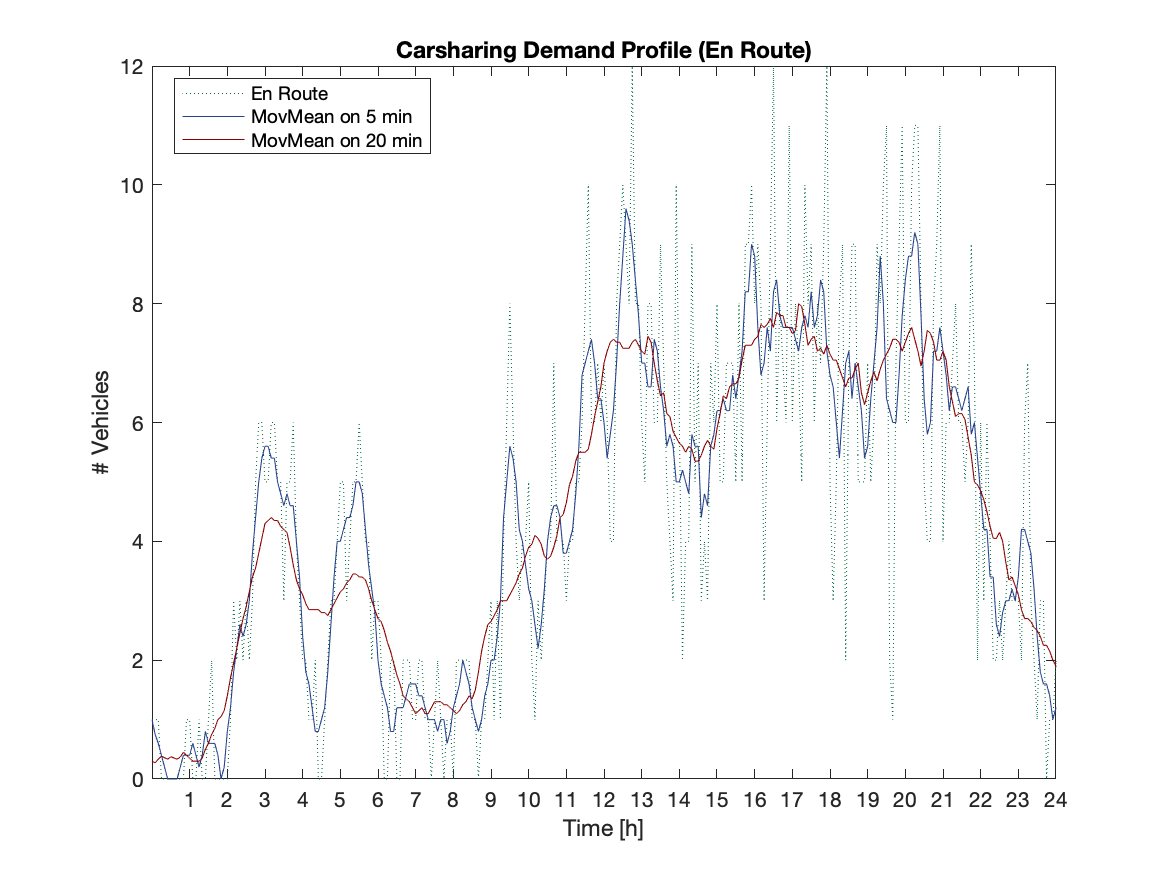 Carsharing Demand Profile (En Route)
En Route
MovMean on 5 min
MovMean on 20 min
12
10
8
6
4
2
0
# Vehicles
1 2 3 4 5 6 7 8 9 10 11 12 13 14 15 16 17 18 19 20 21 22 23 24
Time [h]